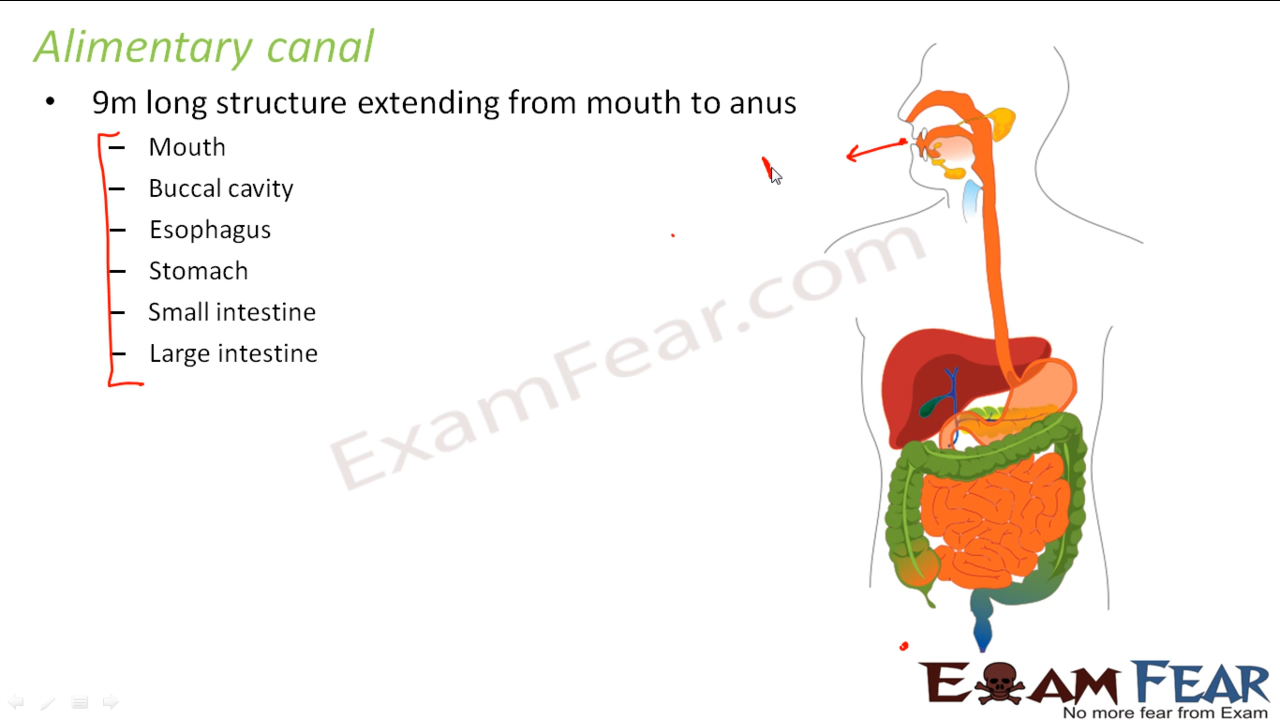 Alimentary canal
• 9m long structure extending from mouth to anus
– Mouth
– Buccal cavity
– Esophagus
– Stomach
– Small intestine
– Large intestine
ExamFear.com
EXAM FEAR
No more fear from Exam